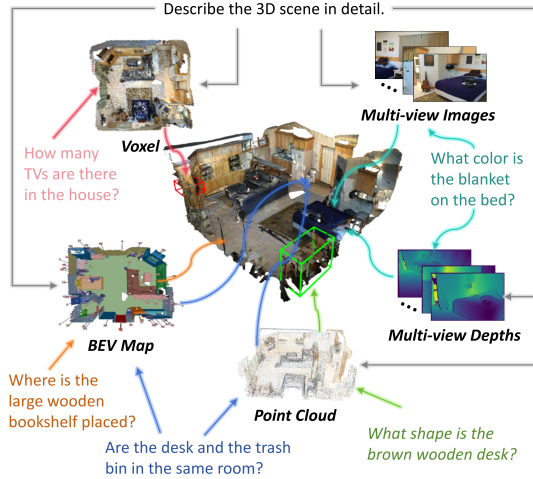 Describe the 3D scene in detail.
Voxel
Multi-view Images
How many
TVs are there
in the house?
What color is
the blanket
on the bed?
BEV Map
Multi-view Depths
Where is the
large wooden
bookshelf placed?
Point Cloud
Are the desk and the trash
bin in the same room?
What shape is the
brown wooden desk?